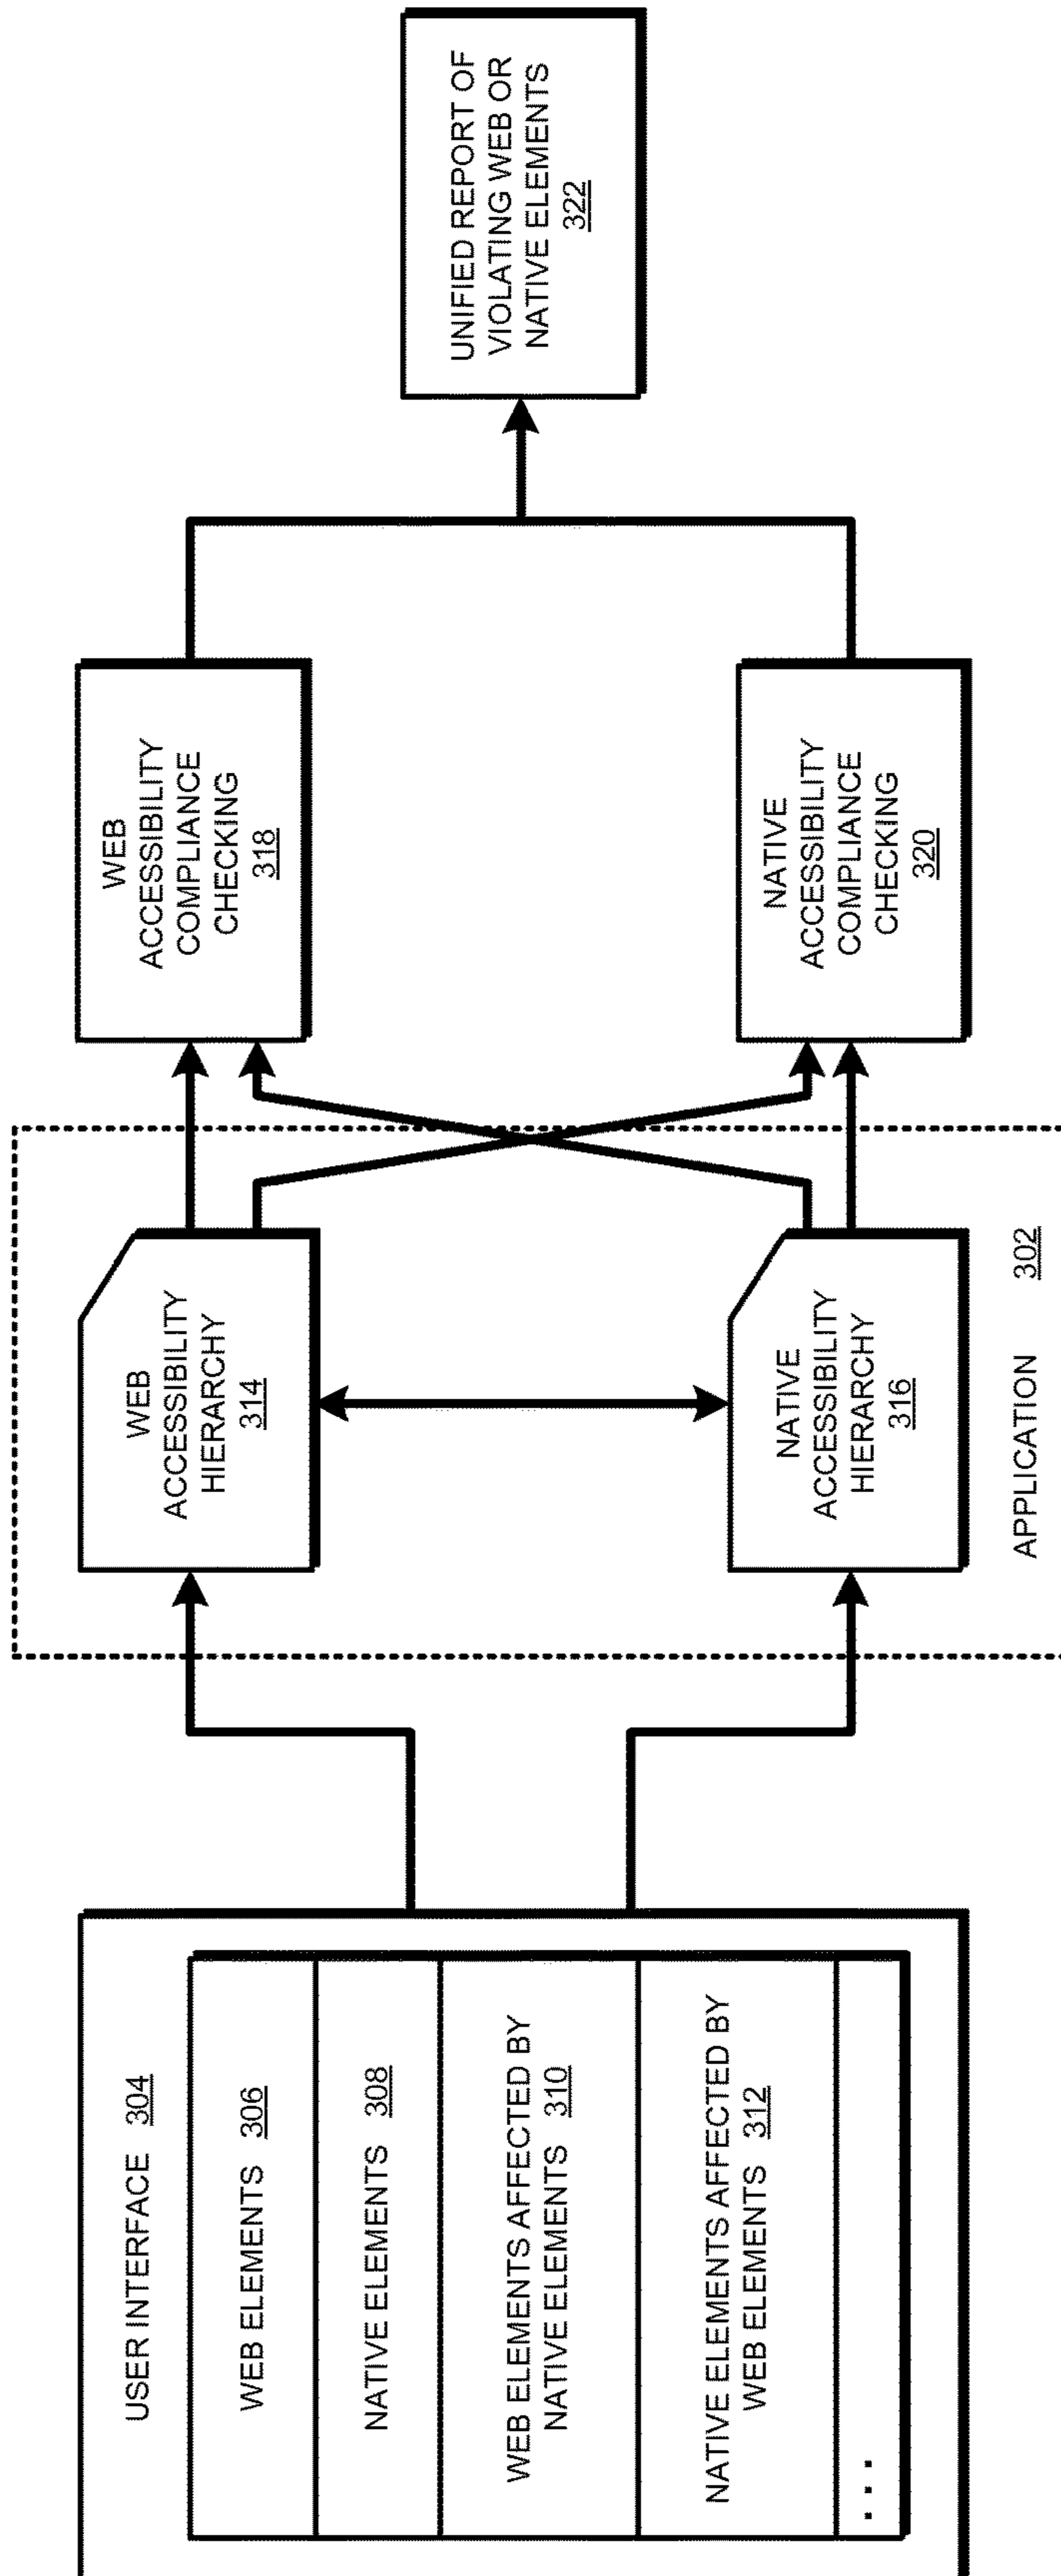 USER INTERFACE 304
WEB ELEMENTS 306
NATIVE ELEMENTS 308
WEB ELEMENTS AFFECTED BY
NATIVE ELEMENTS 310
NATIVE ELEMENTS AFFECTED BY
WEB ELEMENTS 312
...
WEB
ACCESSIBILITY
HIERARCHY
314
NATIVE
ACCESSIBILITY
HIERARCHY
316
APPLICATION 302
WEB
ACCESSIBILITY
COMPLIANCE
CHECKING
318
NATIVE
ACCESSIBILITY
COMPLIANCE
CHECKING
320
UNIFIED REPORT OF
VIOLATING WEB OR
NATIVE ELEMENTS
322